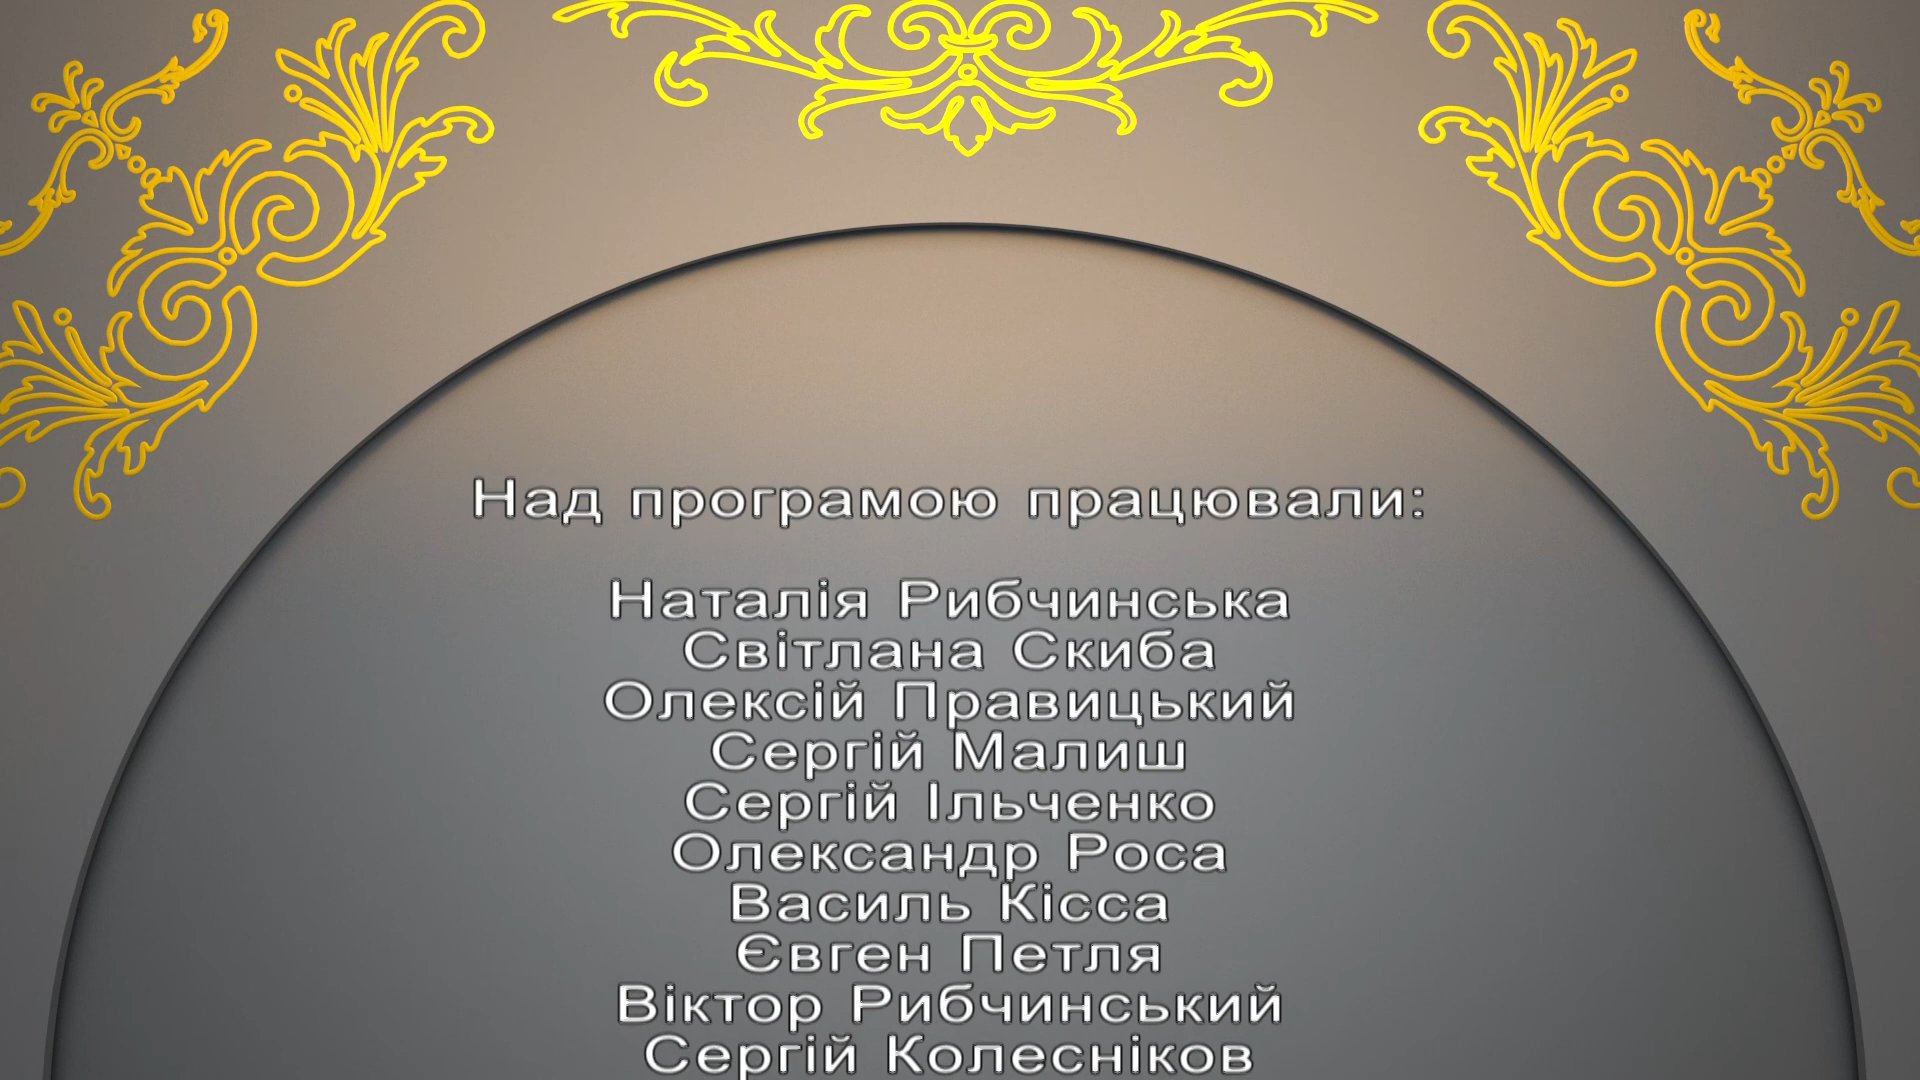 Над програмою працювали:
Наталія Рибчинська
Світлана Скиба
Олексій Правицький
Сергій Малиш
Сергій Ільченко
Олександр Роса
Василь Кісса
Євген Петля
Віктор Рибчинський
Сергій Колесніков